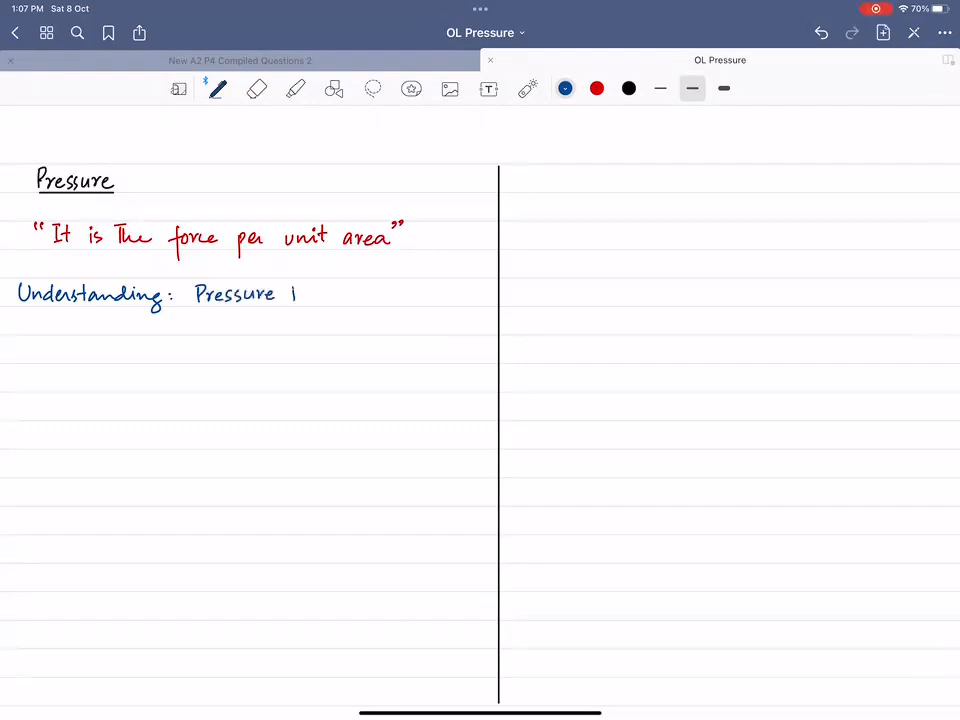 1:07 PM Sat 8 Oct
70%
OL Pressure
New A2 P4 Compiled Questions 2
OL Pressure
Pressure
"It is The force per unit area"
Understanding: Pressure i